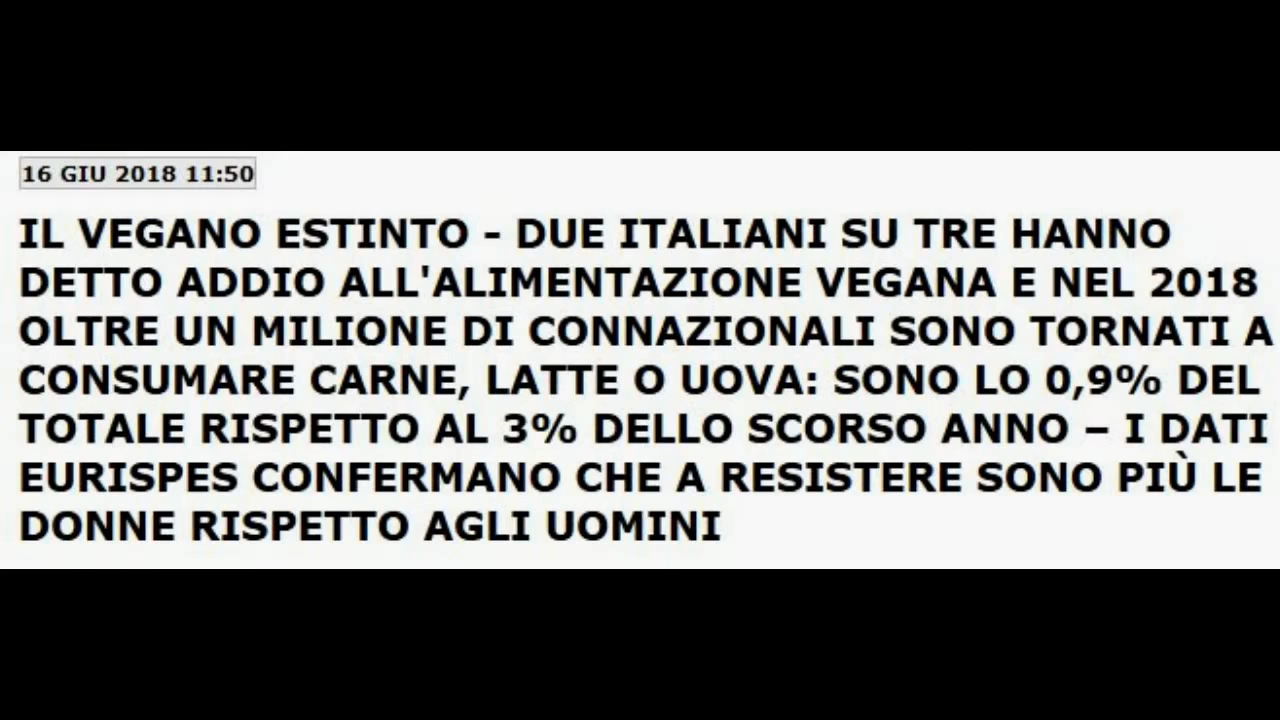 16 GIU 2018 11:50
IL VEGANO ESTINTO - DUE ITALIANI SU TRE HANNO
DETTO ADDIO ALL'ALIMENTAZIONE VEGANA E NEL 2018
OLTRE UN MILIONE DI CONNAZIONALI SONO TORNATI A
CONSUMARE CARNE, LATTE O UOVA: SONO LO 0,9% DEL
TOTALE RISPETTO AL 3% DELLO SCORSO ANNO – I DATI
EURISPES CONFERMANO CHE A RESISTERE SONO PIÙ LE
DONNE RISPETTO AGLI UOMINI